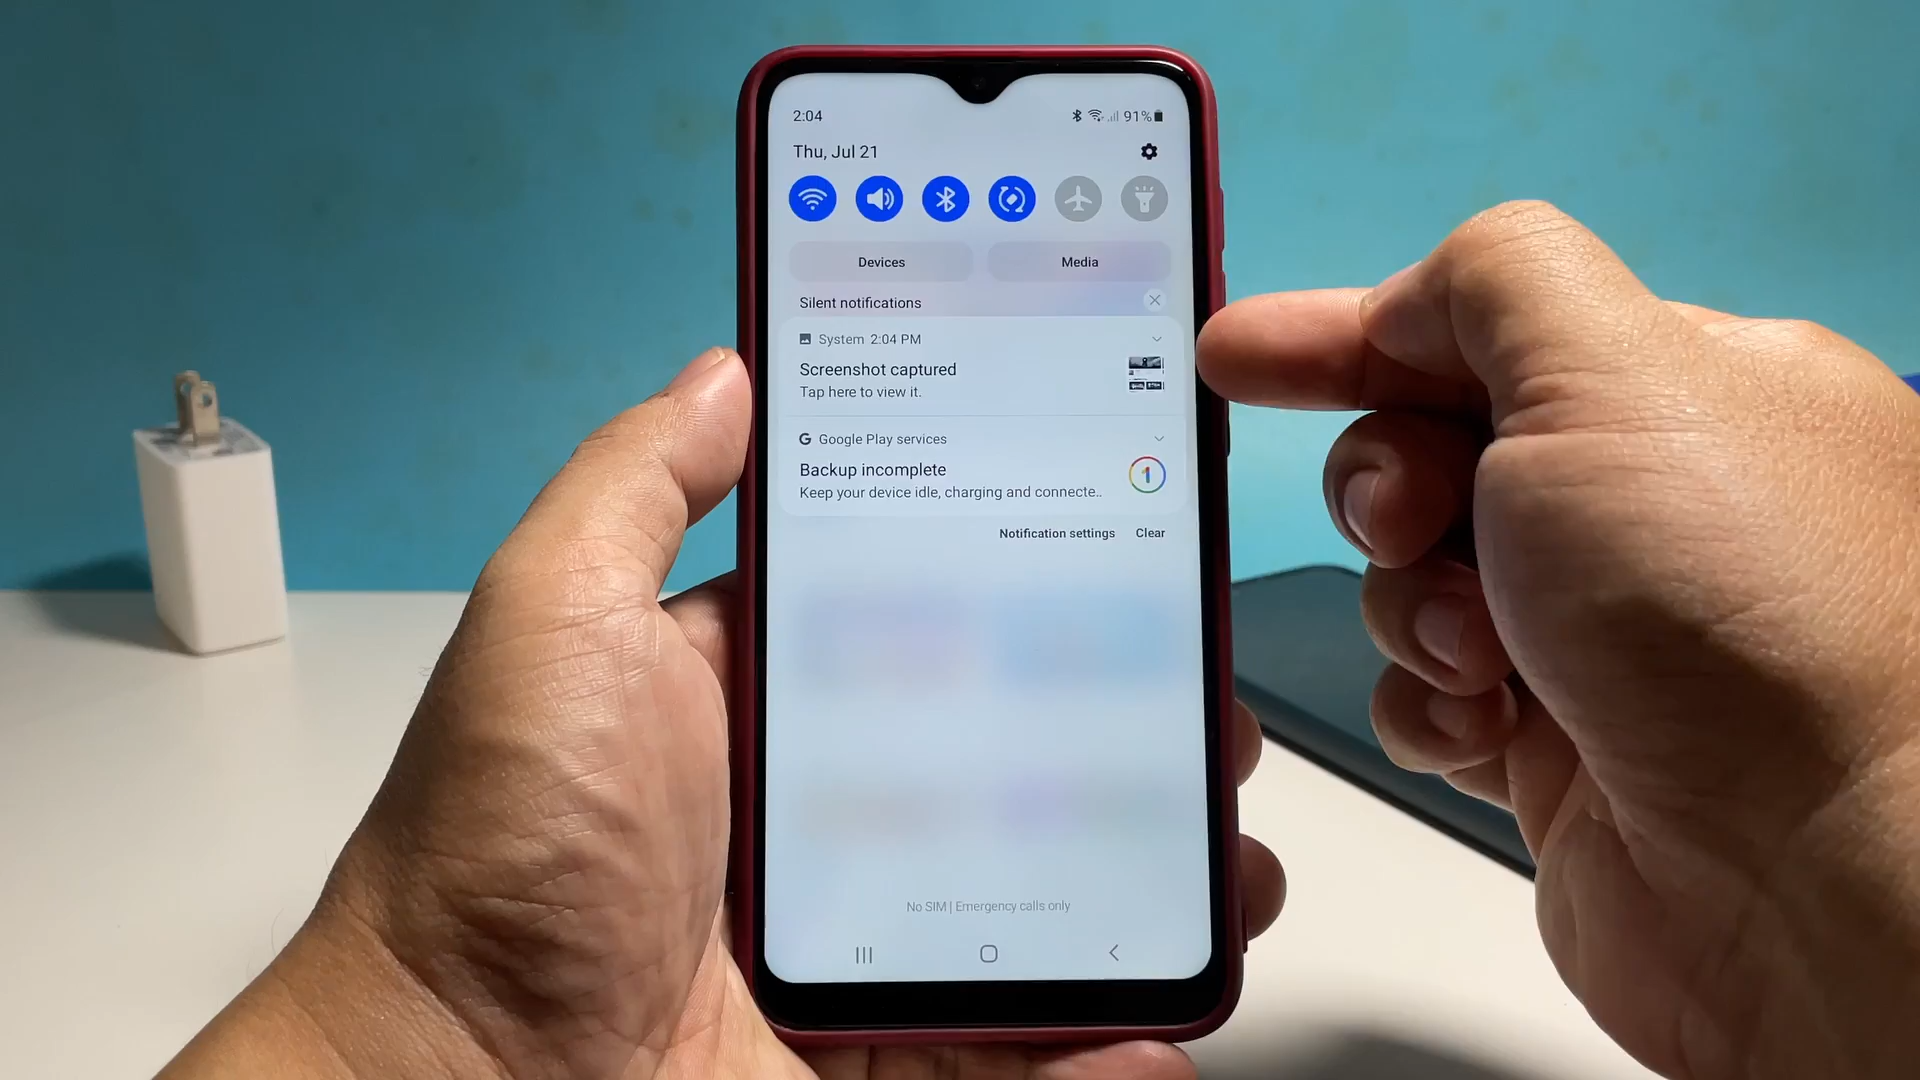 2:04 91%
Thu, Jul 21
Devices Media
Silent notifications
System 2:04 PM
Screenshot captured
Tap here to view it.
G Google Play services
Backup incomplete
1
Keep your device idle, charging and connecte..
Notification settings Clear
No SIM | Emergency calls only